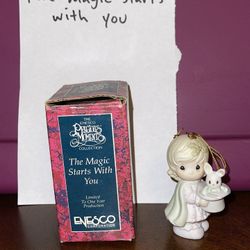 The magic starts
with you
THE
ENESCO
PRECIOUS
MOMENTS
COLLECTION
The Magic
Starts With
You
Limited
To One Year
Production
ENESCO
CORPORATION